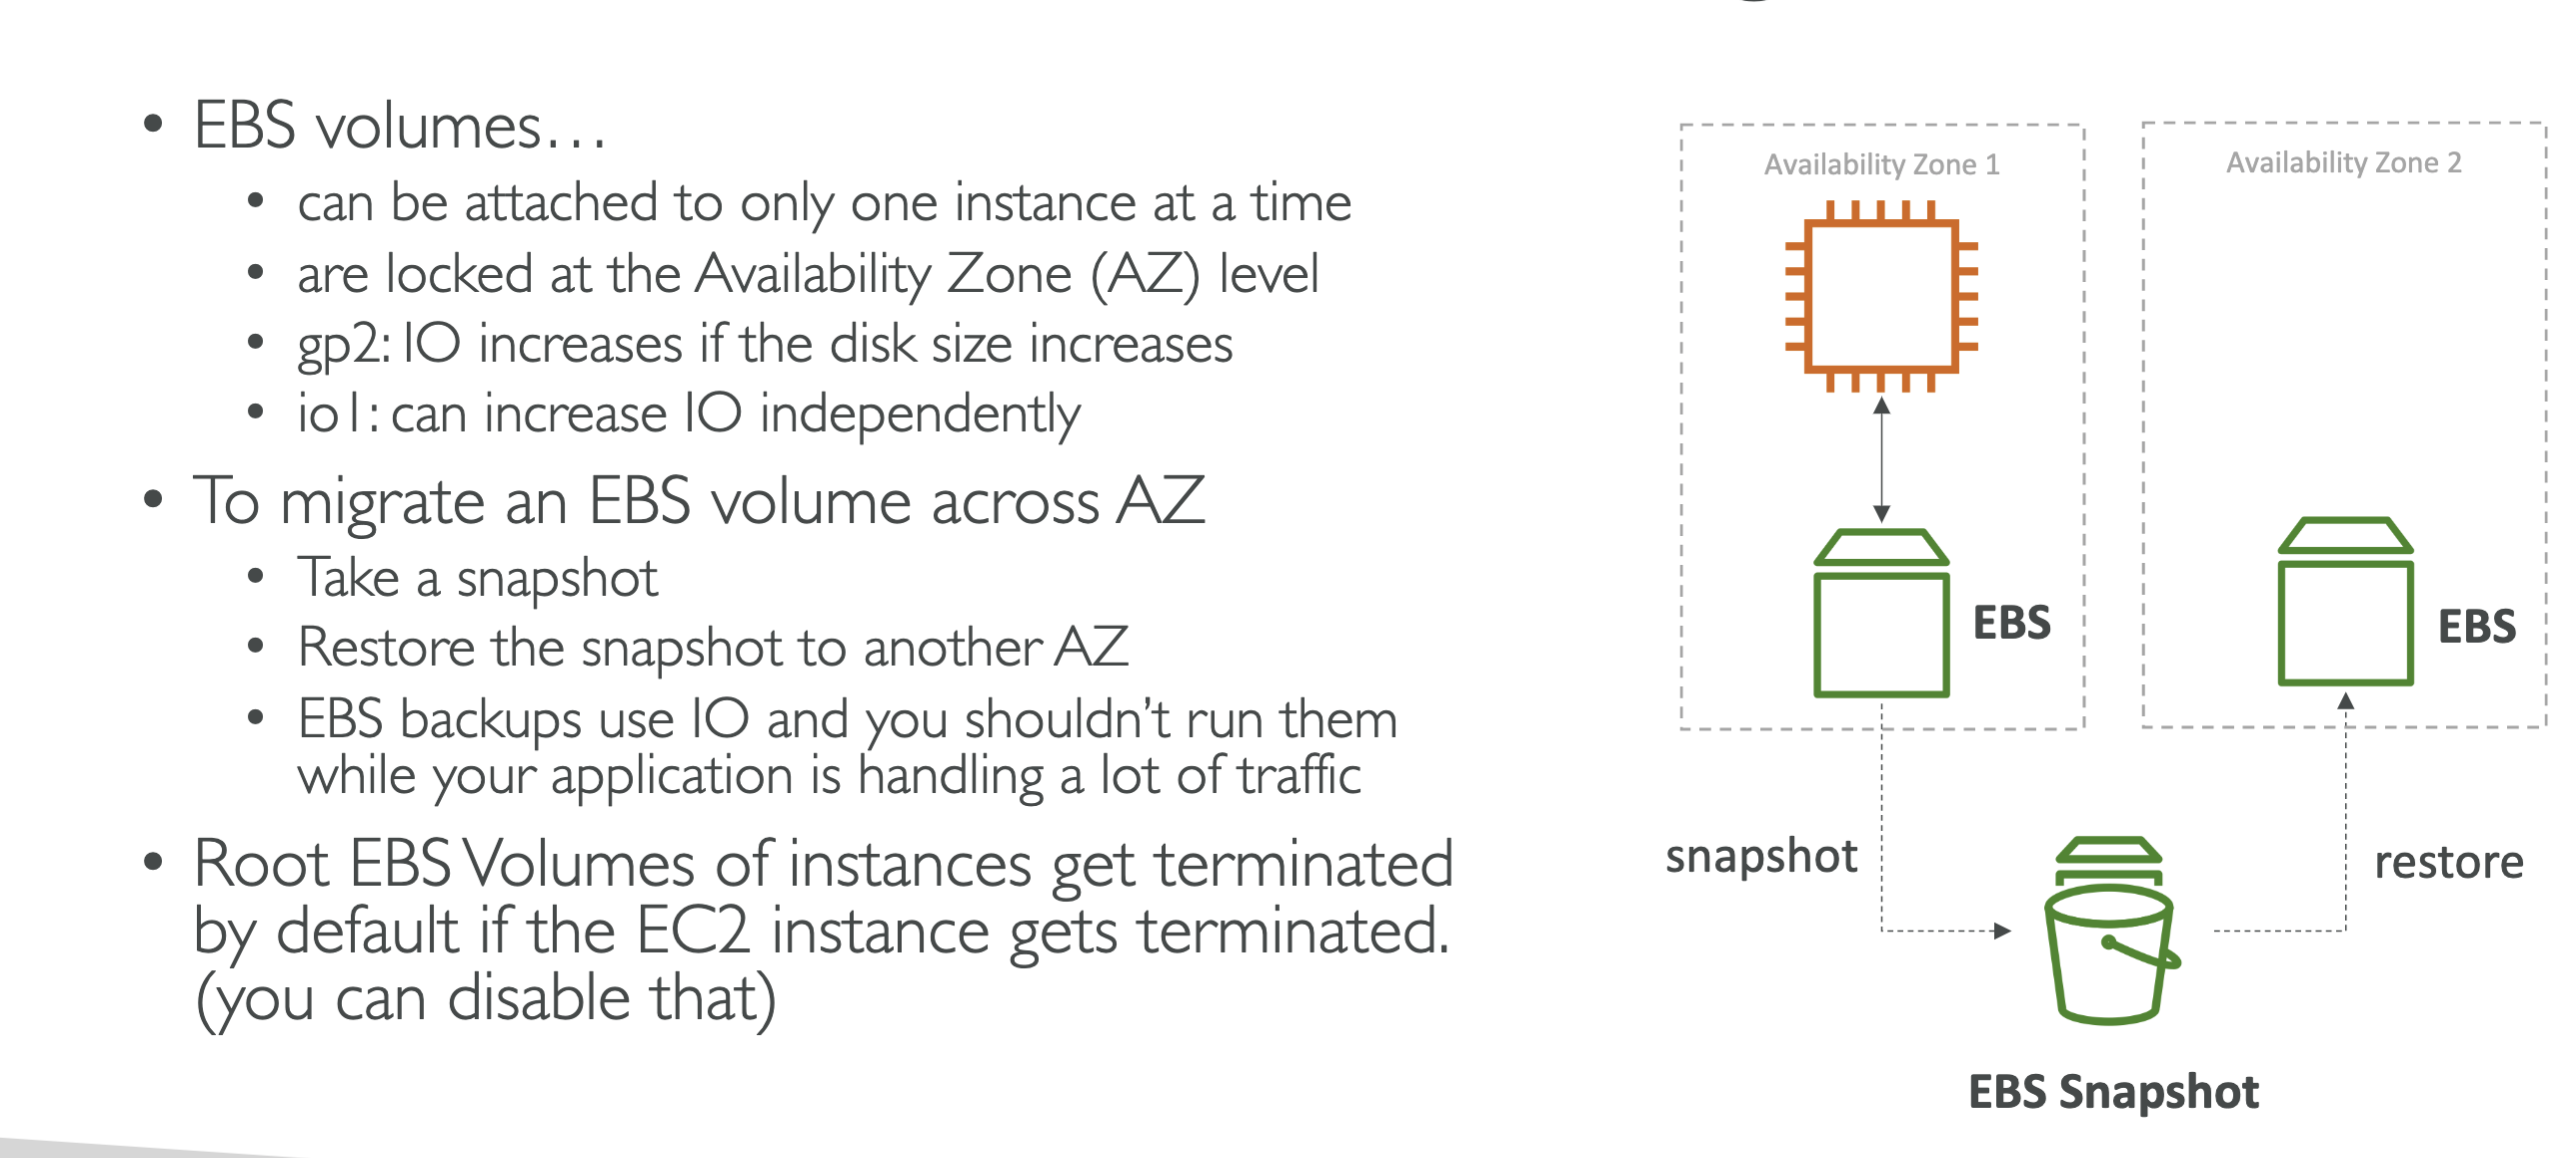 • EBS volumes…
• can be attached to only one instance at a time
• are locked at the Availability Zone (AZ) level
• gp2: IO increases if the disk size increases
• io1: can increase IO independently
• To migrate an EBS volume across AZ
• Take a snapshot
• Restore the snapshot to another AZ
• EBS backups use IO and you shouldn’t run them
while your application is handling a lot of traffic
• Root EBS Volumes of instances get terminated
by default if the EC2 instance gets terminated.
(you can disable that)
Availability Zone 1
EBS
Availability Zone 2
EBS
snapshot
restore
EBS Snapshot